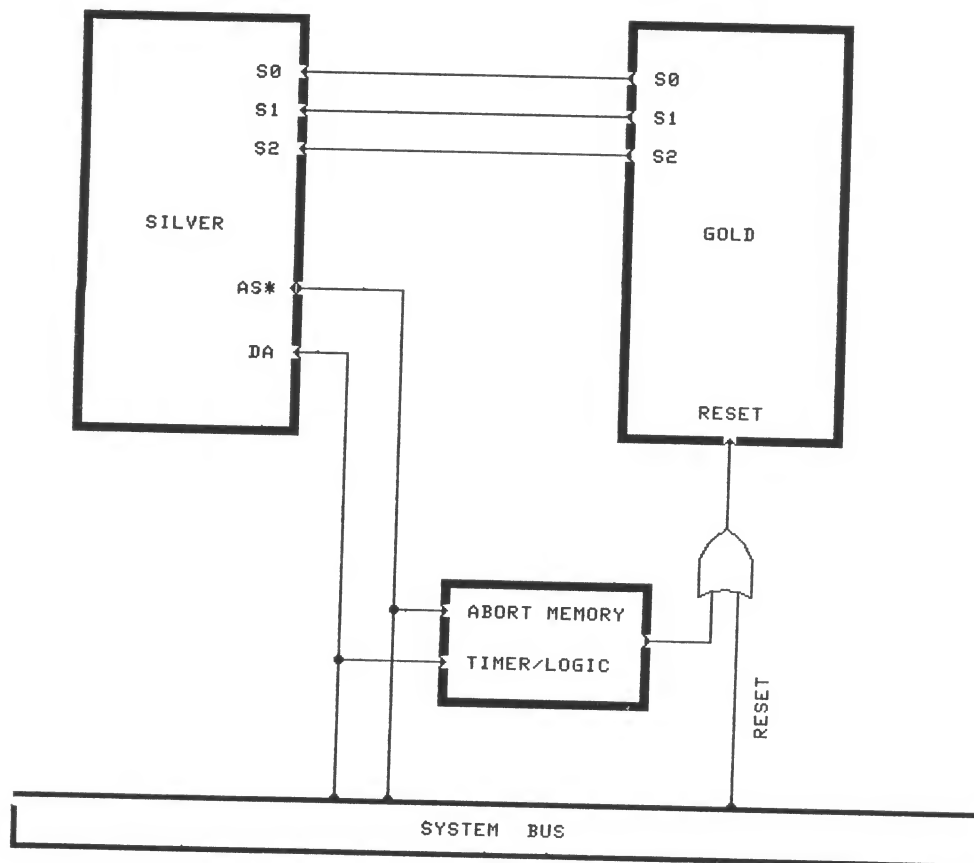 S0
S1
S2
SILVER
AS*
DA
S0
S1
S2
GOLD
RESET
ABORT MEMORY
TIMER/LOGIC
RESET
SYSTEM BUS